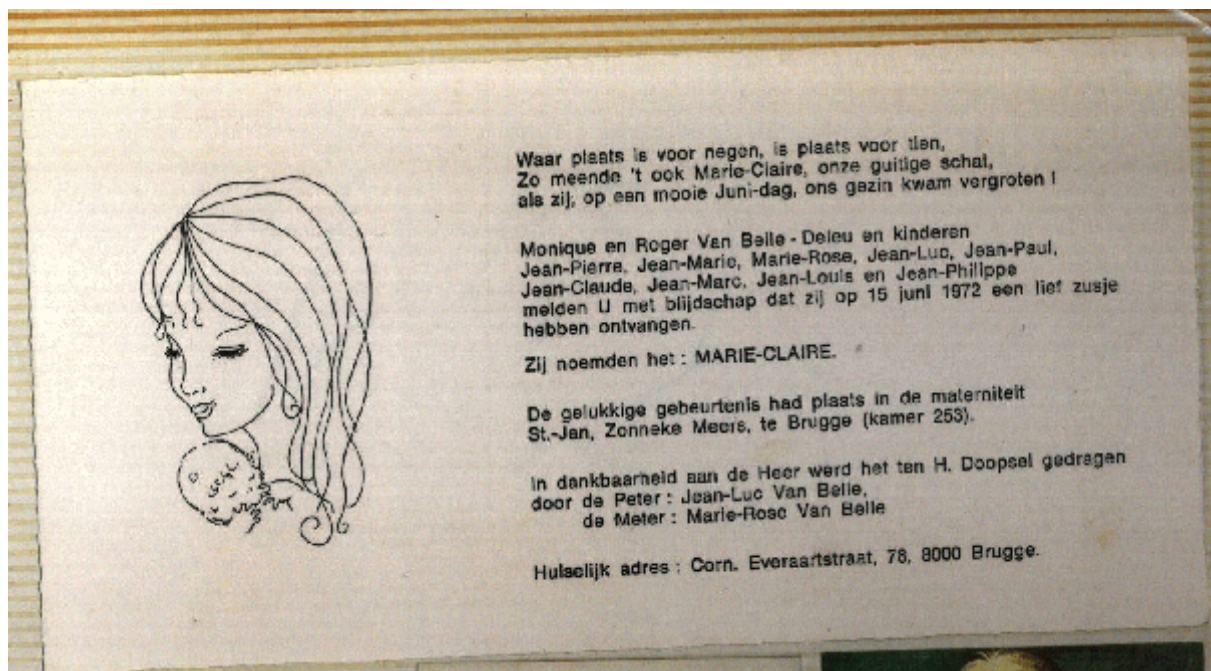 Waar plaats is voor negen, is plaats voor tien,
Zo meende 't ook Marie-Claire, onze guitige schat,
als zij, op een mooie Juni-dag, ons gezin kwam vergroten !
Monique en Roger Van Belle - Deleu en kinderen
Jean-Pierre, Jean-Marie, Marie-Rose, Jean-Luc, Jean-Paul,
Jean-Claude, Jean-Marc, Jean-Louis en Jean-Philippe
melden U met blijdschap dat zij op 15 juni 1972 een lief zusje
hebben ontvangen.
Zij noemden het : MARIE-CLAIRE.
De gelukkige gebeurtenis had plaats in de materniteit
St.-Jan, Zonneke Meers, te Brugge (kamer 253).
In dankbaarheid aan de Heer werd het ten H. Doopsel gedragen
door de Peter : Jean-Luc Van Belle,
de Meter : Marie-Rose Van Belle
Huiselijk adres : Corn. Everaartstraat, 78, 8000 Brugge.